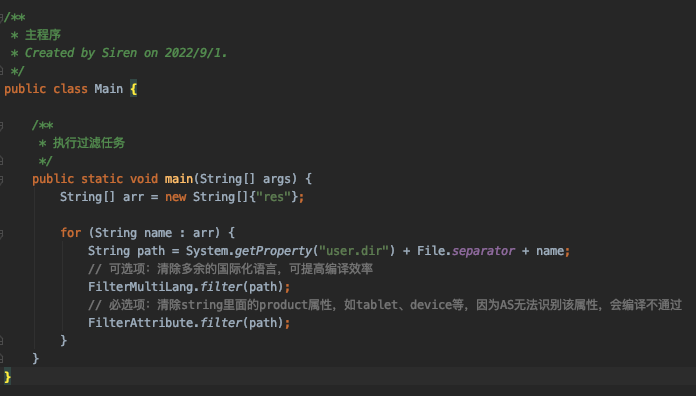 /**
 * 主程序
 * Created by Siren on 2022/9/1.
 */
public class Main {
/**
 * 执行过滤任务
 */
public static void main(String[] args) {
String[] arr = new String[]{"res"};
for (String name : arr) {
String path = System.getProperty("user.dir") + File.separator + name;
// 可选项：清除多余的国际化语言，可提高编译效率
FilterMultiLang.filter(path);
// 必选项：清除string里面的product属性，如tablet、device等，因为AS无法识别该属性，会编译不通过
FilterAttribute.filter(path);
}
}
}